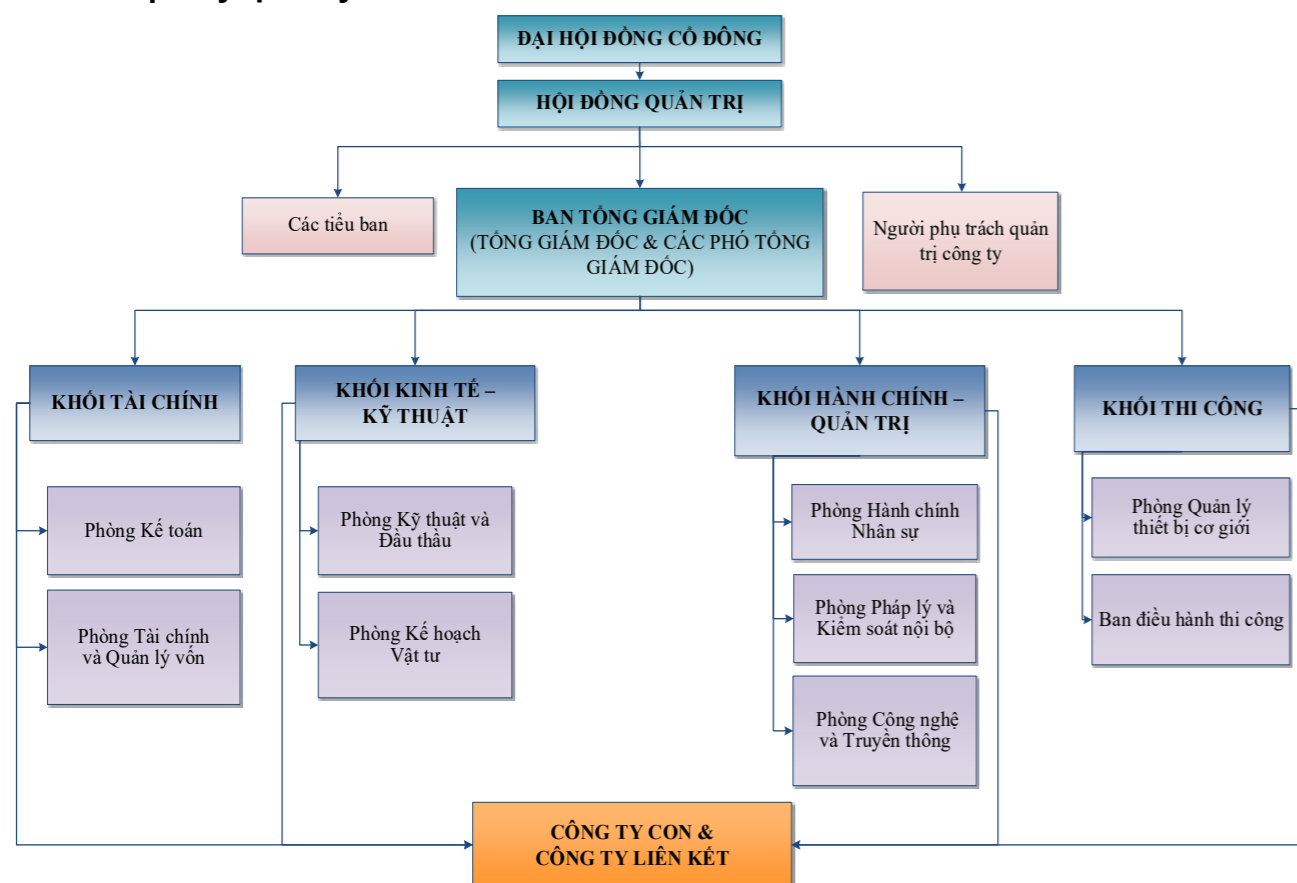 ĐẠI HỘI ĐỒNG CỔ ĐÔNG
HỘI ĐỒNG QUẢN TRỊ
Các tiểu ban
BAN TỔNG GIÁM ĐỐC
(TỔNG GIÁM ĐỐC & CÁC PHÓ TỔNG
GIÁM ĐỐC)
Người phụ trách quản
trị công ty
KHỐI TÀI CHÍNH
KHỐI KINH TẾ –
KỸ THUẬT
KHỐI HÀNH CHÍNH –
QUẢN TRỊ
KHỐI THI CÔNG
Phòng Kế toán
Phòng Tài chính
và Quản lý vốn
Phòng Kỹ thuật và
Đầu thầu
Phòng Kế hoạch
Vật tư
Phòng Hành chính
Nhân sự
Phòng Pháp lý và
Kiểm soát nội bộ
Phòng Công nghệ
và Truyền thông
Phòng Quản lý
thiết bị cơ giới
Ban điều hành thi công
CÔNG TY CON &
CÔNG TY LIÊN KẾT